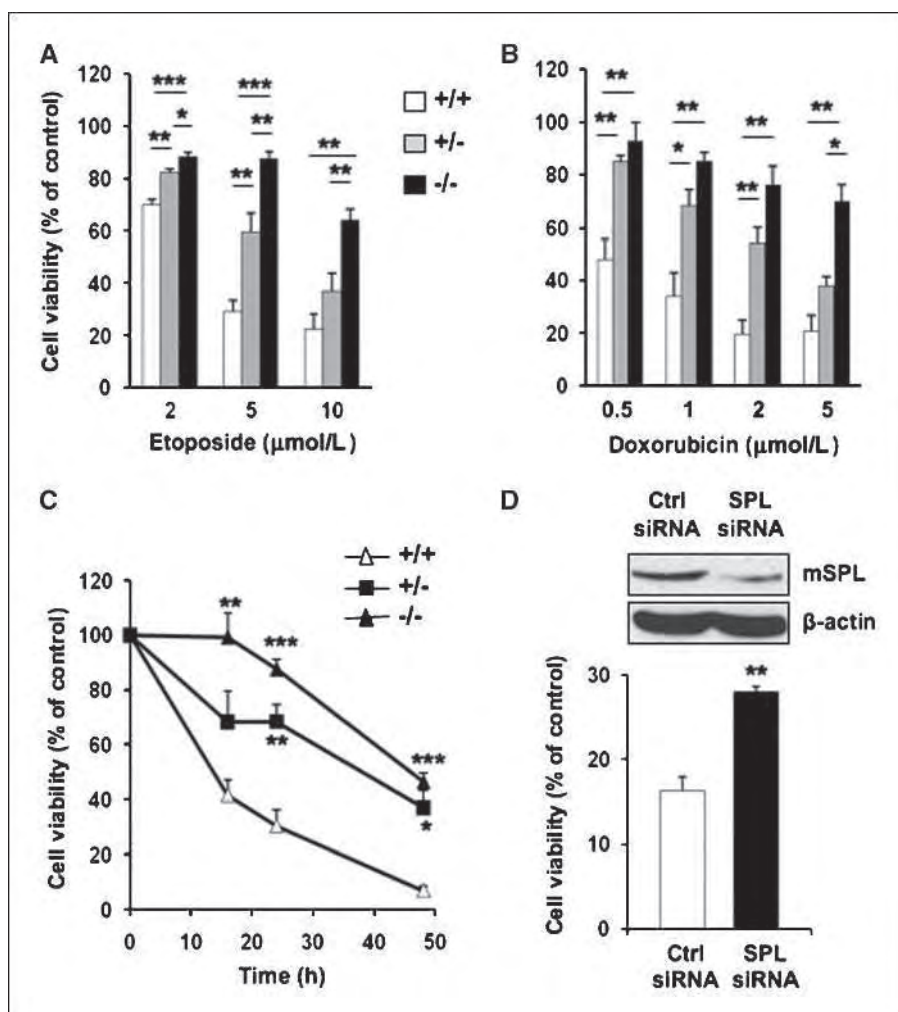 A
120
100
80
60
40
20
0
Cell viability (% of control)
*** * **
*** ** **
** **
2 5 10
Etoposide (µmol/L)
+/+
+/-
-/-
B
120
100
80
60
40
20
0
** **
** *
** **
** *
0.5 1 2 5
Doxorubicin (µmol/L)
C
120
100
80
60
40
20
0
Cell viability (% of control)
+/+
+/-
-/-
** *** ** *** *
0 10 20 30 40 50
Time (h)
D
Ctrl siRNA
SPL siRNA
mSPL
β-actin
30
20
10
0
Cell viability (% of control)
**
Ctrl siRNA
SPL siRNA